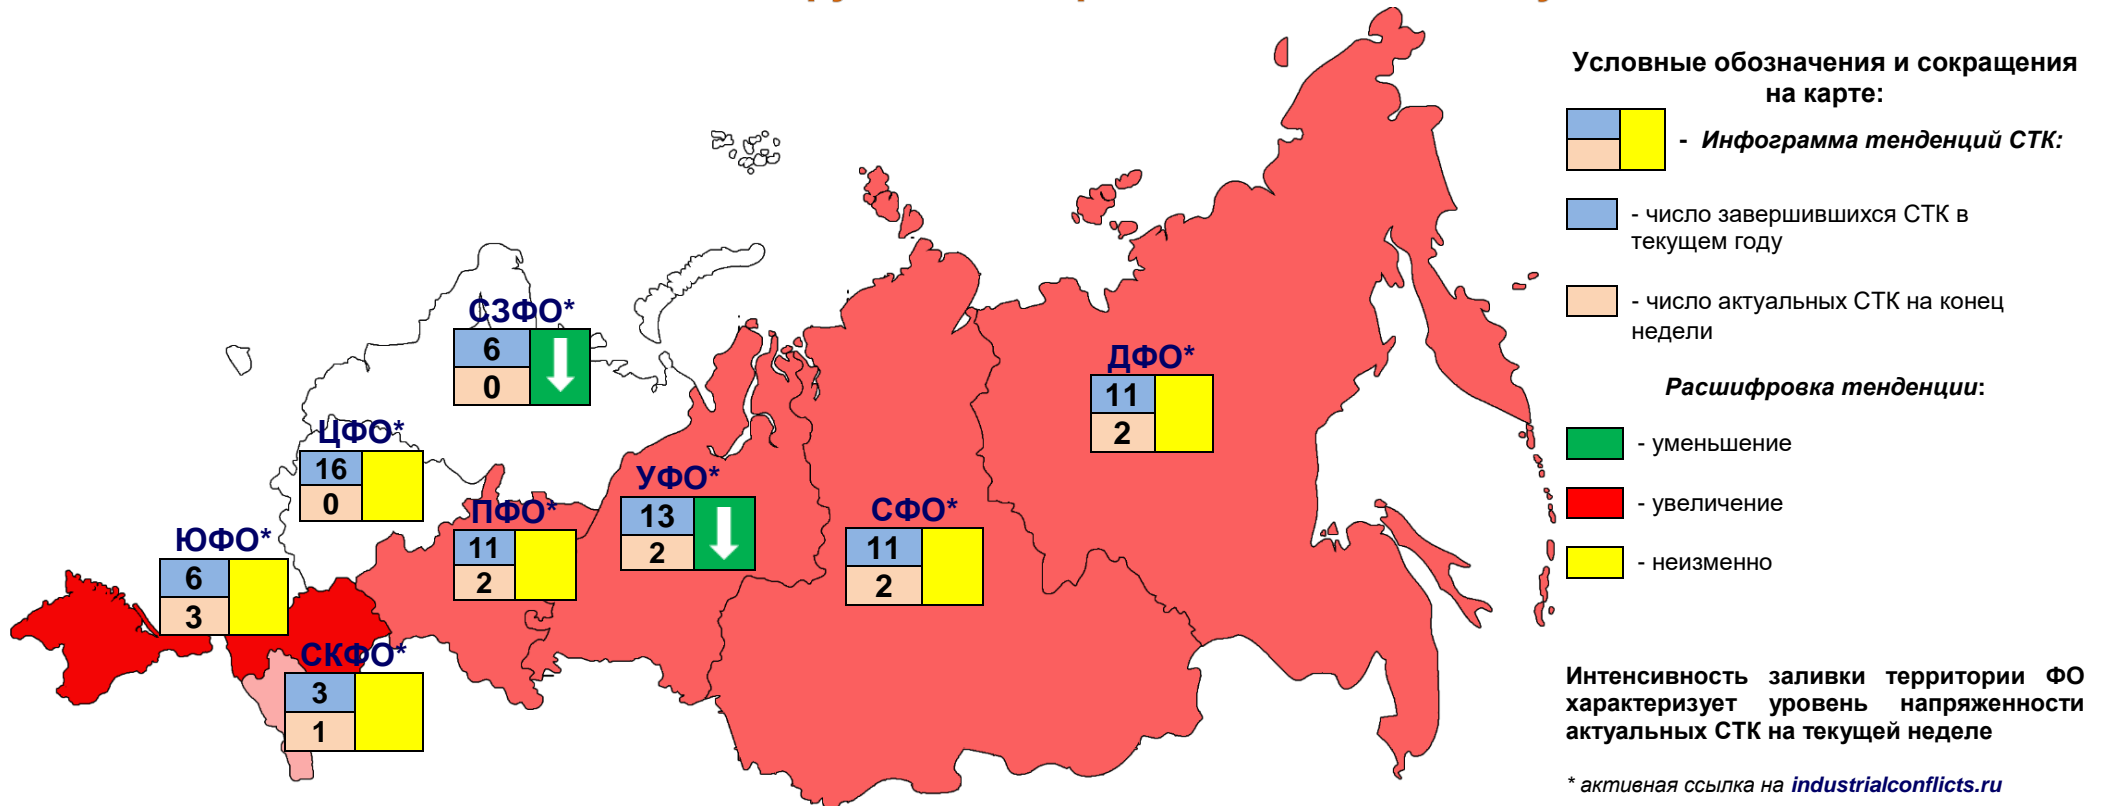 СЗФО*
6
0
ЦФО*
16
0
ЮФО*
6
3
СКФО*
3
1
ПФО*
11
2
УФО*
13
2
СФО*
11
2
ДФО*
11
2
Условные обозначения и сокращения
на карте:
- Инфограмма тенденций СТК:
- число завершившихся СТК в
текущем году
- число актуальных СТК на конец
недели
Расшифровка тенденции:
- уменьшение
- увеличение
- неизменно
Интенсивность заливки территории ФО
характеризует уровень напряженности
актуальных СТК на текущей неделе
* активная ссылка на industrialconflicts.ru